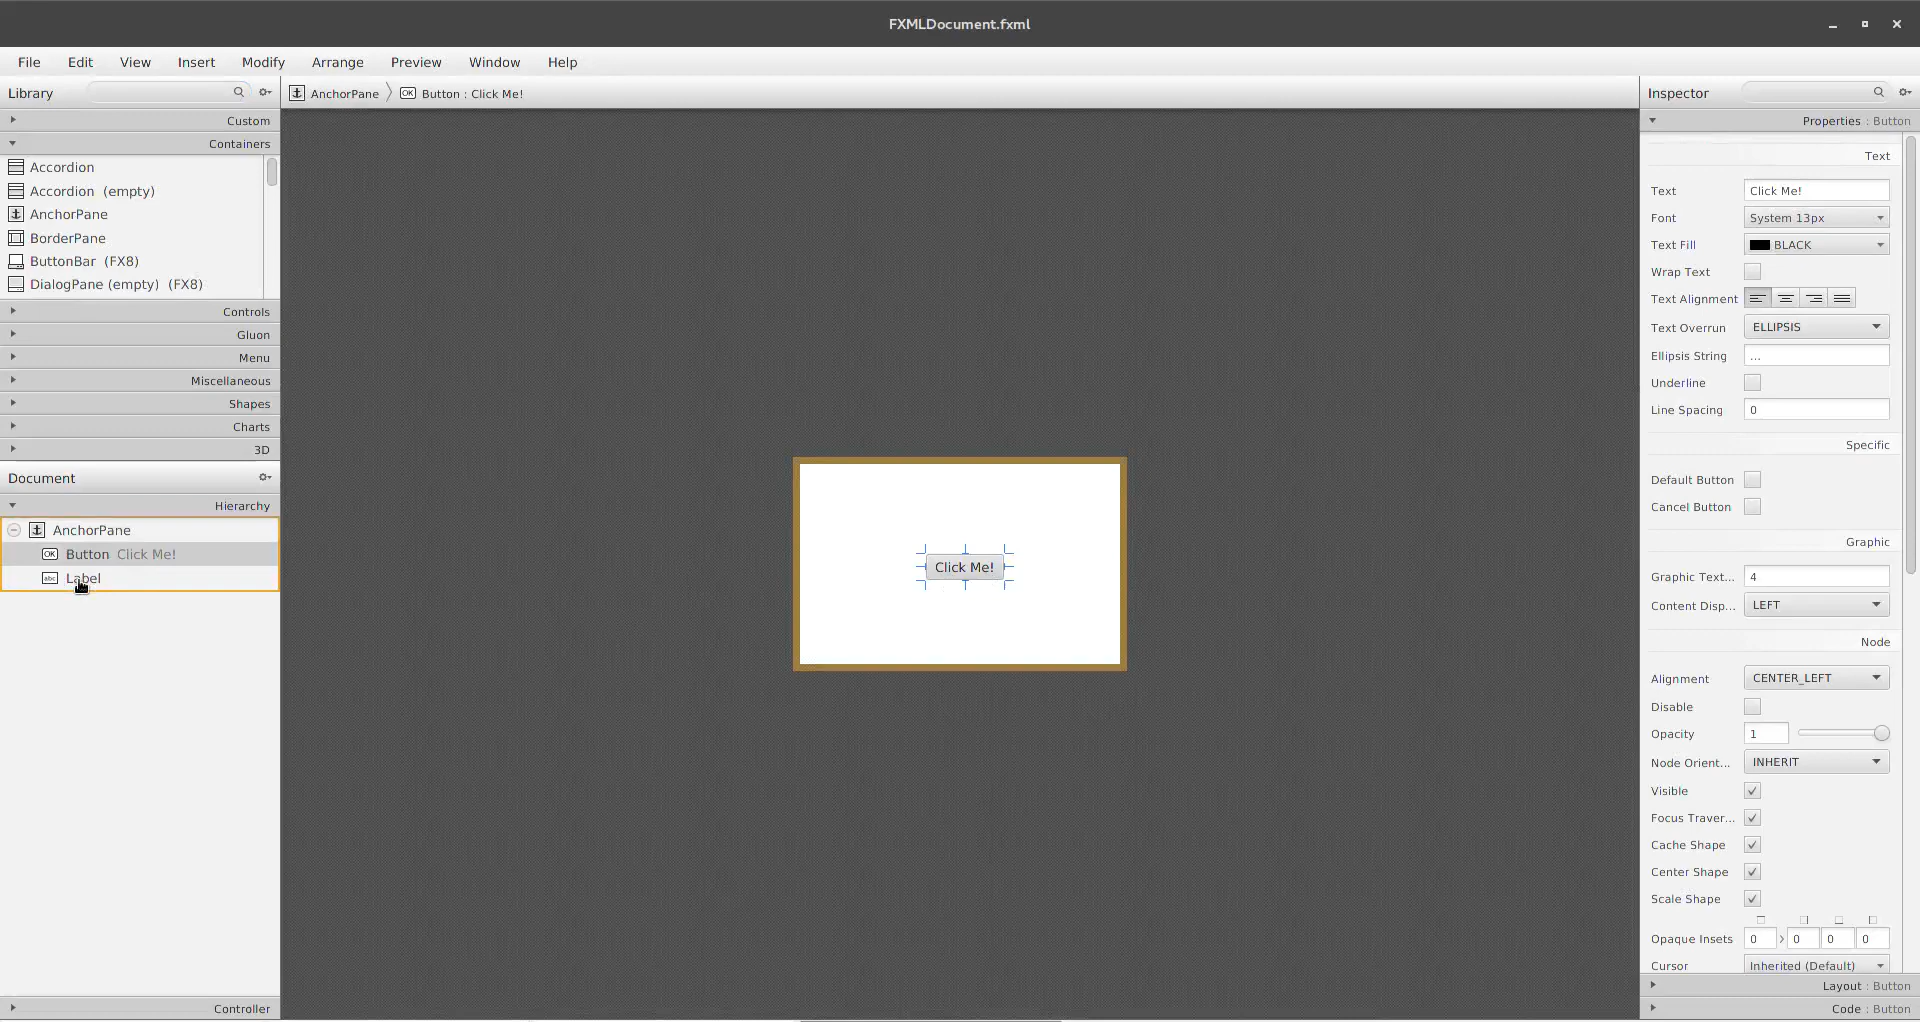 FXMLDocument.fxml
File Edit View Insert Modify Arrange Preview Window Help
Library
AnchorPane
OK Button : Click Me!
Custom
Containers
Accordion
Accordion (empty)
AnchorPane
BorderPane
ButtonBar (FX8)
DialogPane (empty) (FX8)
Controls
Gluon
Menu
Miscellaneous
Shapes
Charts
3D
Document
Hierarchy
AnchorPane
OK Button Click Me!
abc Label
Controller
Click Me!
Inspector
Properties : Button
Text
Text Click Me!
Font System 13px
Text Fill BLACK
Wrap Text
Text Alignment
Text Overrun ELLIPSIS
Ellipsis String ...
Underline
Line Spacing 0
Specific
Default Button
Cancel Button
Graphic
Graphic Text... 4
Content Disp... LEFT
Node
Alignment CENTER_LEFT
Disable
Opacity 1
Node Orient... INHERIT
Visible
Focus Traver...
Cache Shape
Center Shape
Scale Shape
Opaque Insets 0 0 0 0
Cursor Inherited (Default)
Layout : Button
Code : Button